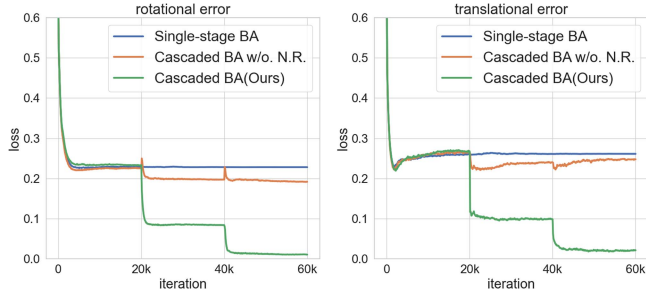 rotational error
0.6
0.5
0.4
0.3
0.2
0.1
0.0
loss
Single-stage BA
Cascaded BA w/o. N.R.
Cascaded BA(Ours)
0
20k
40k
60k
iteration
translational error
0.6
0.5
0.4
0.3
0.2
0.1
0.0
loss
Single-stage BA
Cascaded BA w/o. N.R.
Cascaded BA(Ours)
0
20k
40k
60k
iteration